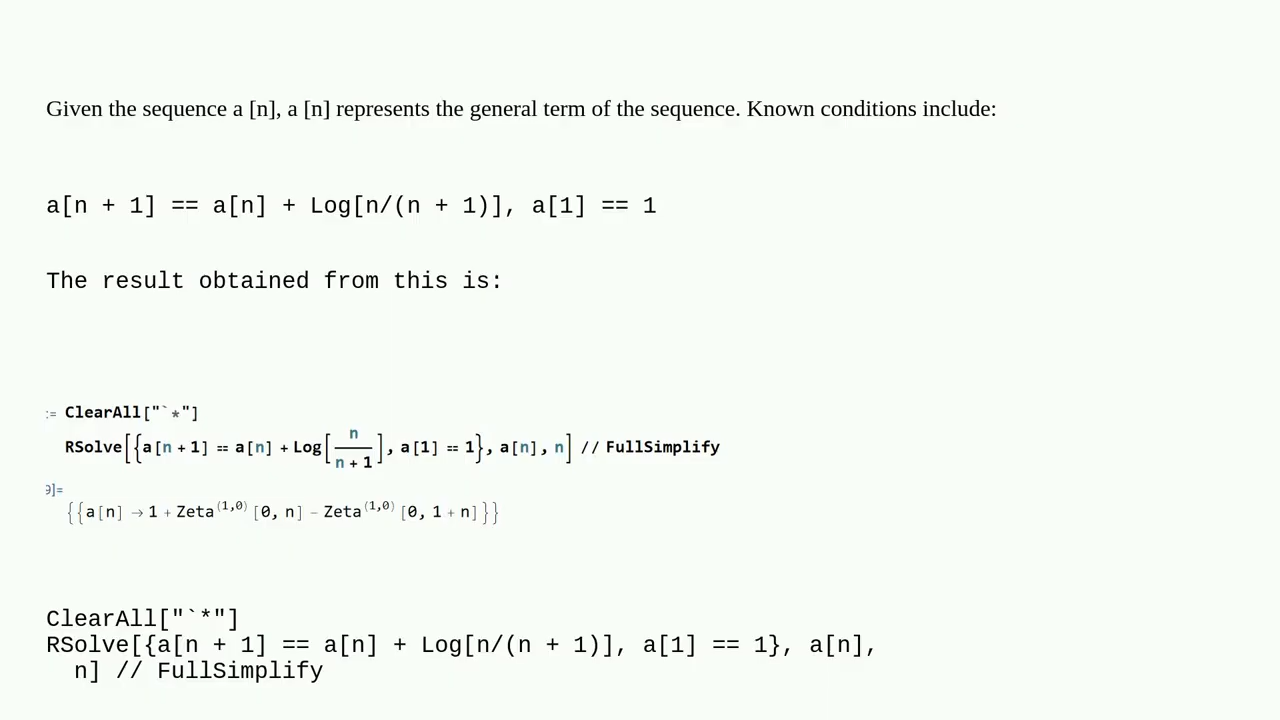 Given the sequence a [n], a [n] represents the general term of the sequence. Known conditions include:
a[n + 1] == a[n] + Log[n/(n + 1)], a[1] == 1
The result obtained from this is:
:= ClearAll["`*"]
RSolve[{a[n + 1] == a[n] + Log[n/(n + 1)], a[1] == 1}, a[n], n] // FullSimplify
9]=
{{a[n] → 1 + Zeta^(1,0)[0, n] - Zeta^(1,0)[0, 1 + n]}}
ClearAll["`*"]
RSolve[{a[n + 1] == a[n] + Log[n/(n + 1)], a[1] == 1}, a[n],
n] // FullSimplify